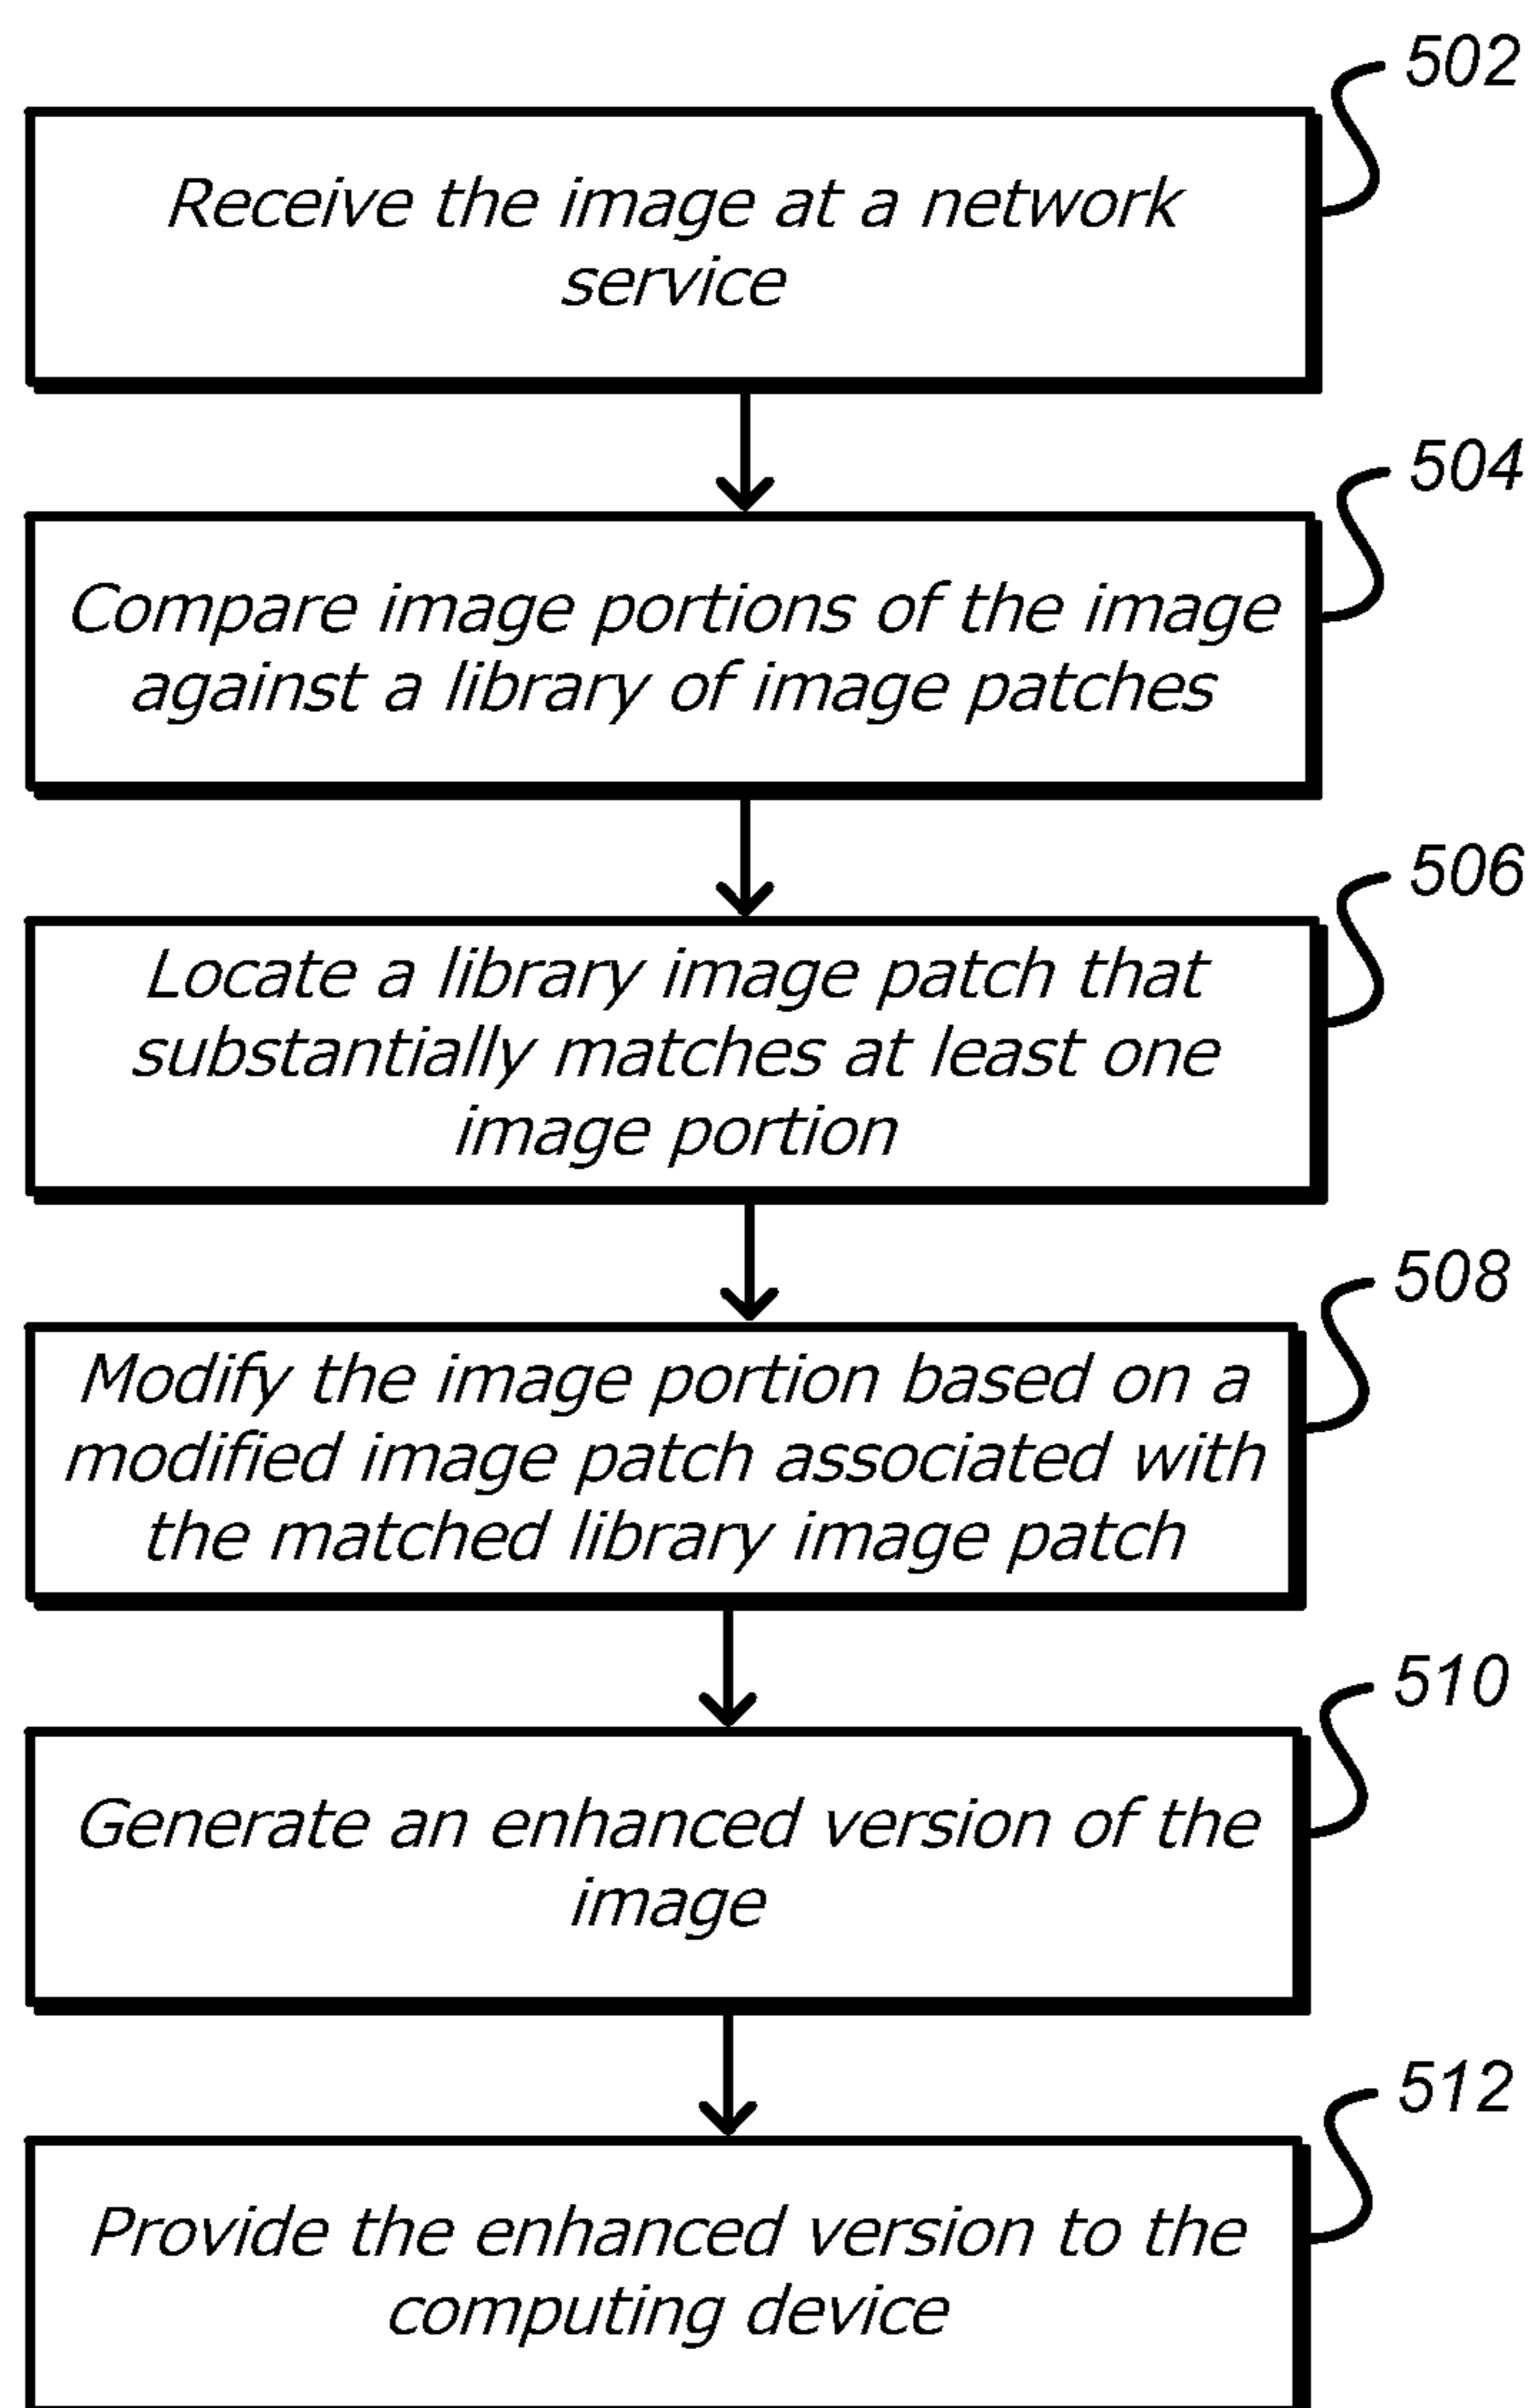 502
Receive the image at a network
service
504
Compare image portions of the image
against a library of image patches
506
Locate a library image patch that
substantially matches at least one
image portion
508
Modify the image portion based on a
modified image patch associated with
the matched library image patch
510
Generate an enhanced version of the
image
512
Provide the enhanced version to the
computing device